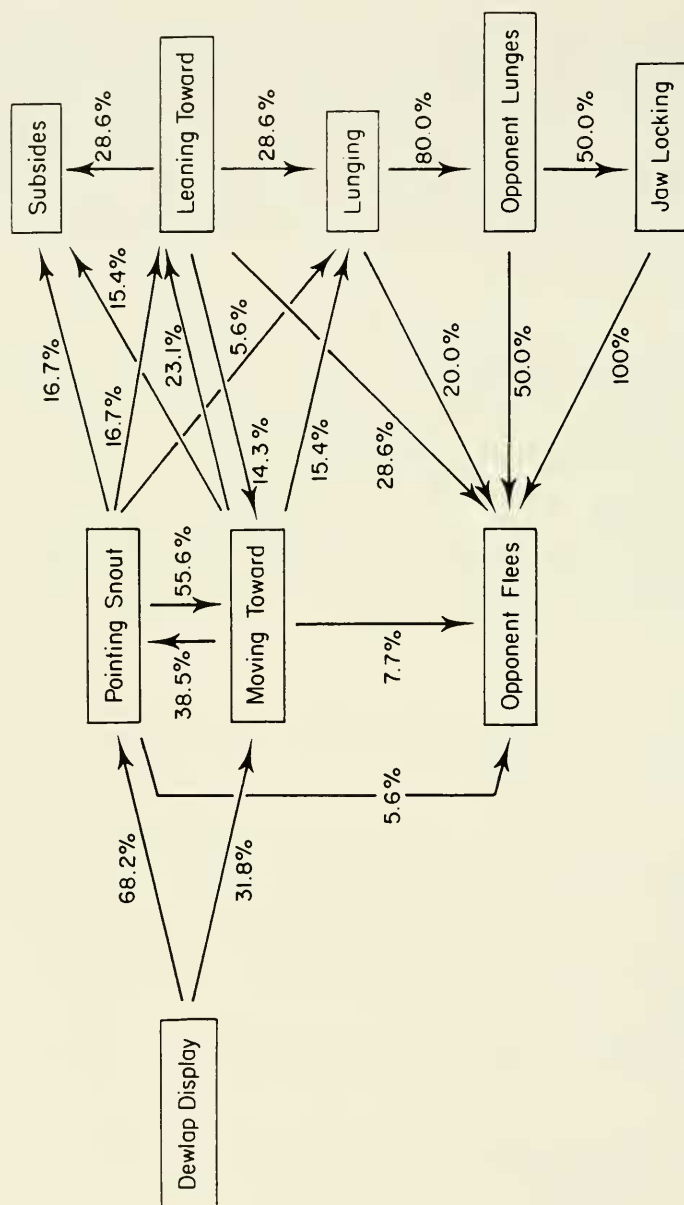 Dewlap Display
68.2%
31.8%
Pointing Snout
38.5%
55.6%
Moving Toward
5.6%
7.7%
Opponent Flees
16.7%
15.4%
16.7%
23.1%
5.6%
14.3%
15.4%
28.6%
20.0%
50.0%
100%
Subsides
28.6%
Leaning Toward
28.6%
Lunging
80.0%
Opponent Lunges
50.0%
Jaw Locking